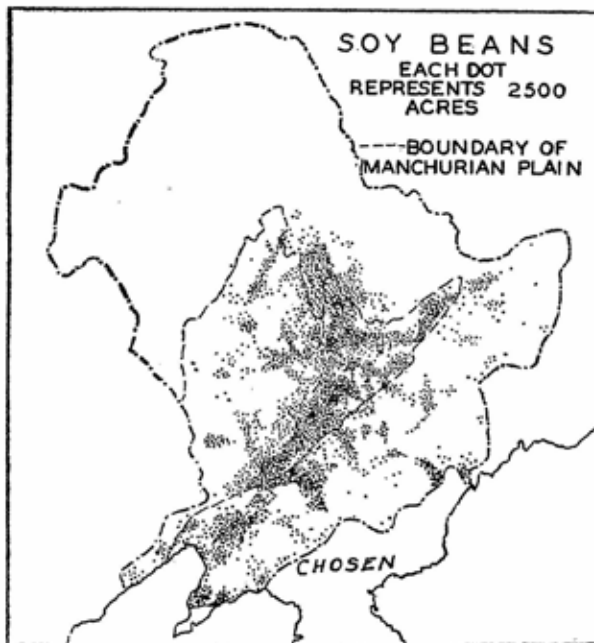 SOY BEANS
EACH DOT
REPRESENTS 2500
ACRES
---BOUNDARY OF
MANCHURIAN PLAIN
CHOSEN